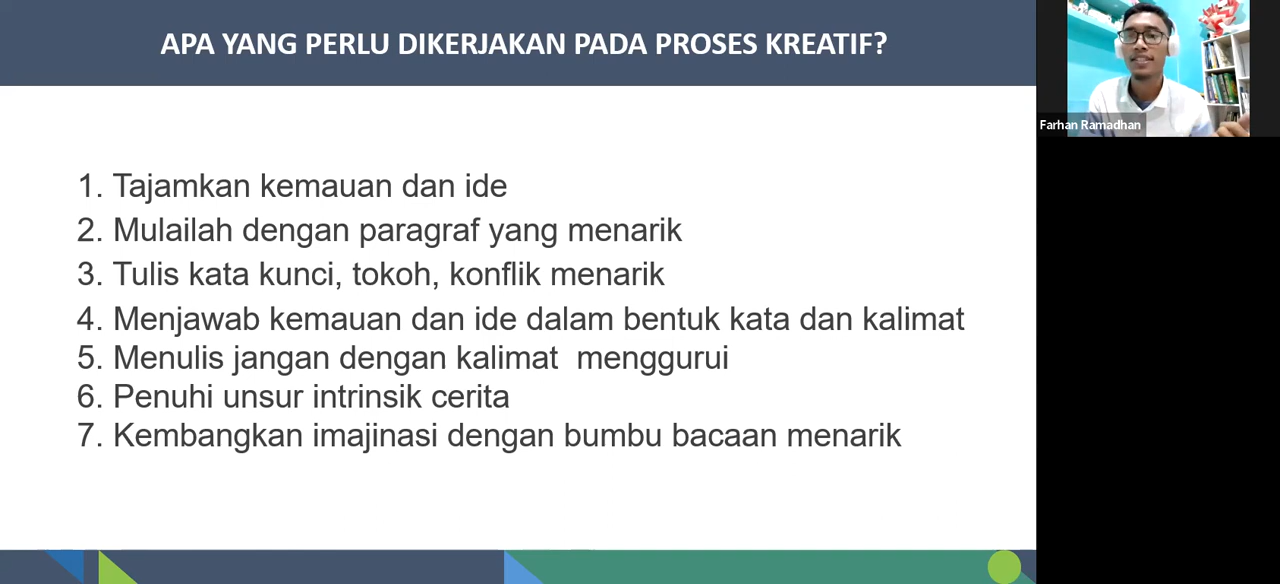 APA YANG PERLU DIKERJAKAN PADA PROSES KREATIF?
1. Tajamkan kemauan dan ide
2. Mulailah dengan paragraf yang menarik
3. Tulis kata kunci, tokoh, konflik menarik
4. Menjawab kemauan dan ide dalam bentuk kata dan kalimat
5. Menulis jangan dengan kalimat  menggurui
6. Penuhi unsur intrinsik cerita
7. Kembangkan imajinasi dengan bumbu bacaan menarik
Farhan Ramadhan